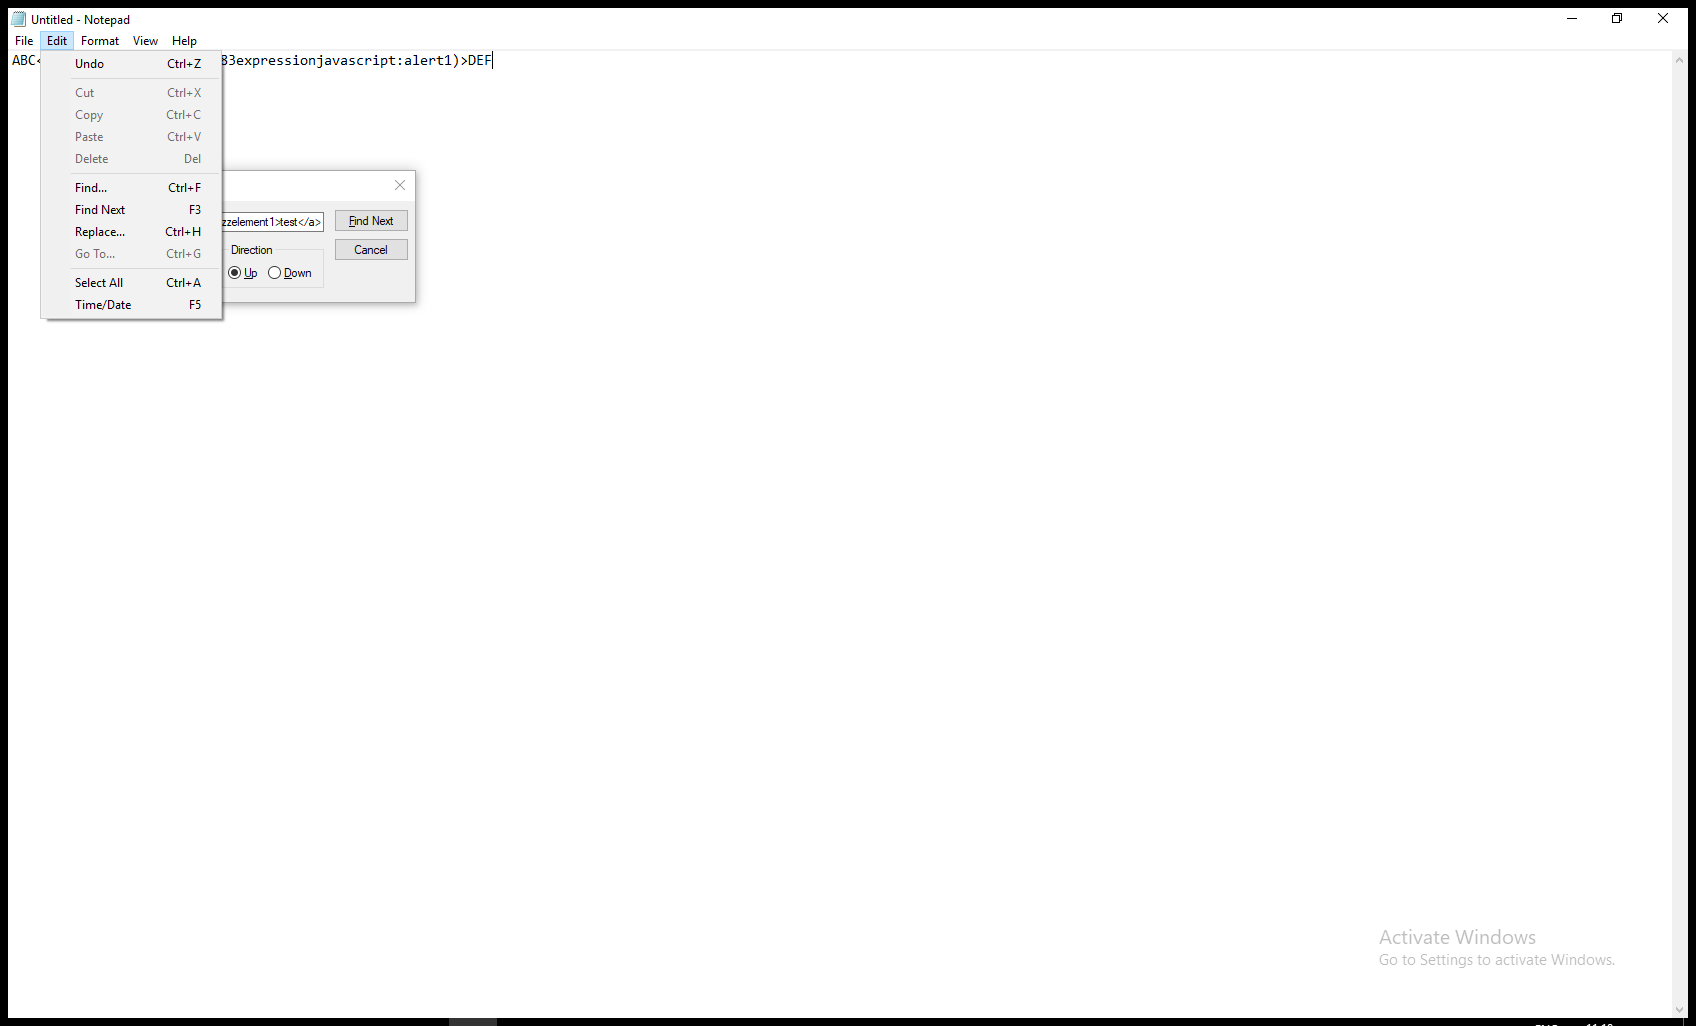 Untitled - Notepad
File Edit Format View Help
ABC< 83expressionjavascript:alert1)>DEF
Undo Ctrl+Z
Cut Ctrl+X
Copy Ctrl+C
Paste Ctrl+V
Delete Del
Find... Ctrl+F
Find Next F3
Replace... Ctrl+H
Go To... Ctrl+G
Select All Ctrl+A
Time/Date F5
zzelement1>test</a> Find Next
Direction Cancel
Up Down
Activate Windows
Go to Settings to activate Windows.